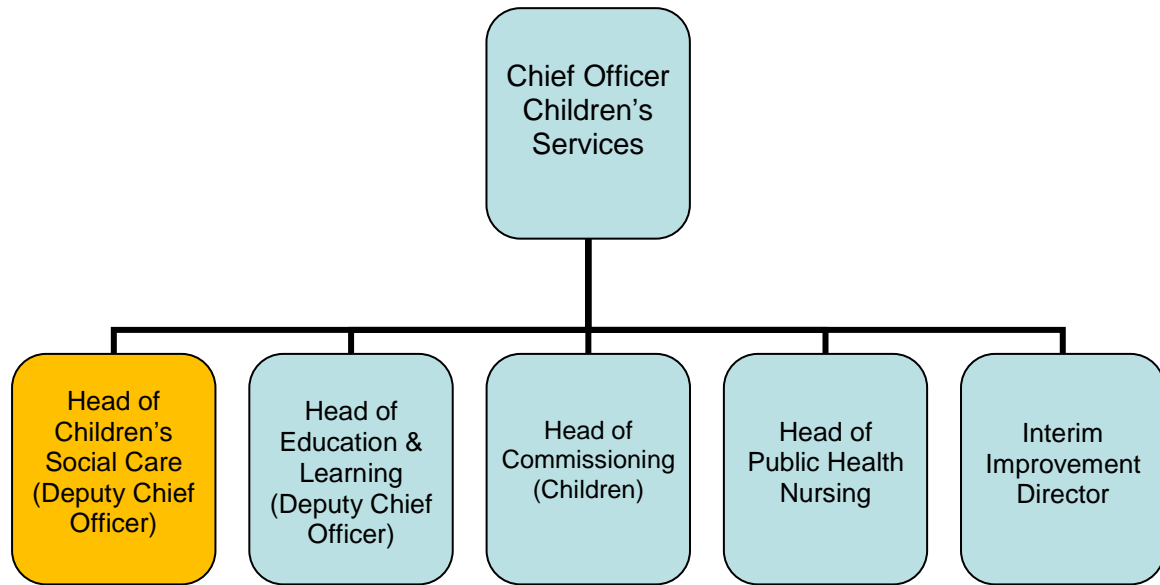 Chief Officer
Children’s
Services
Head of
Children’s
Social Care
(Deputy Chief
Officer)
Head of
Education &
Learning
(Deputy Chief
Officer)
Head of
Commissioning
(Children)
Head of
Public Health
Nursing
Interim
Improvement
Director